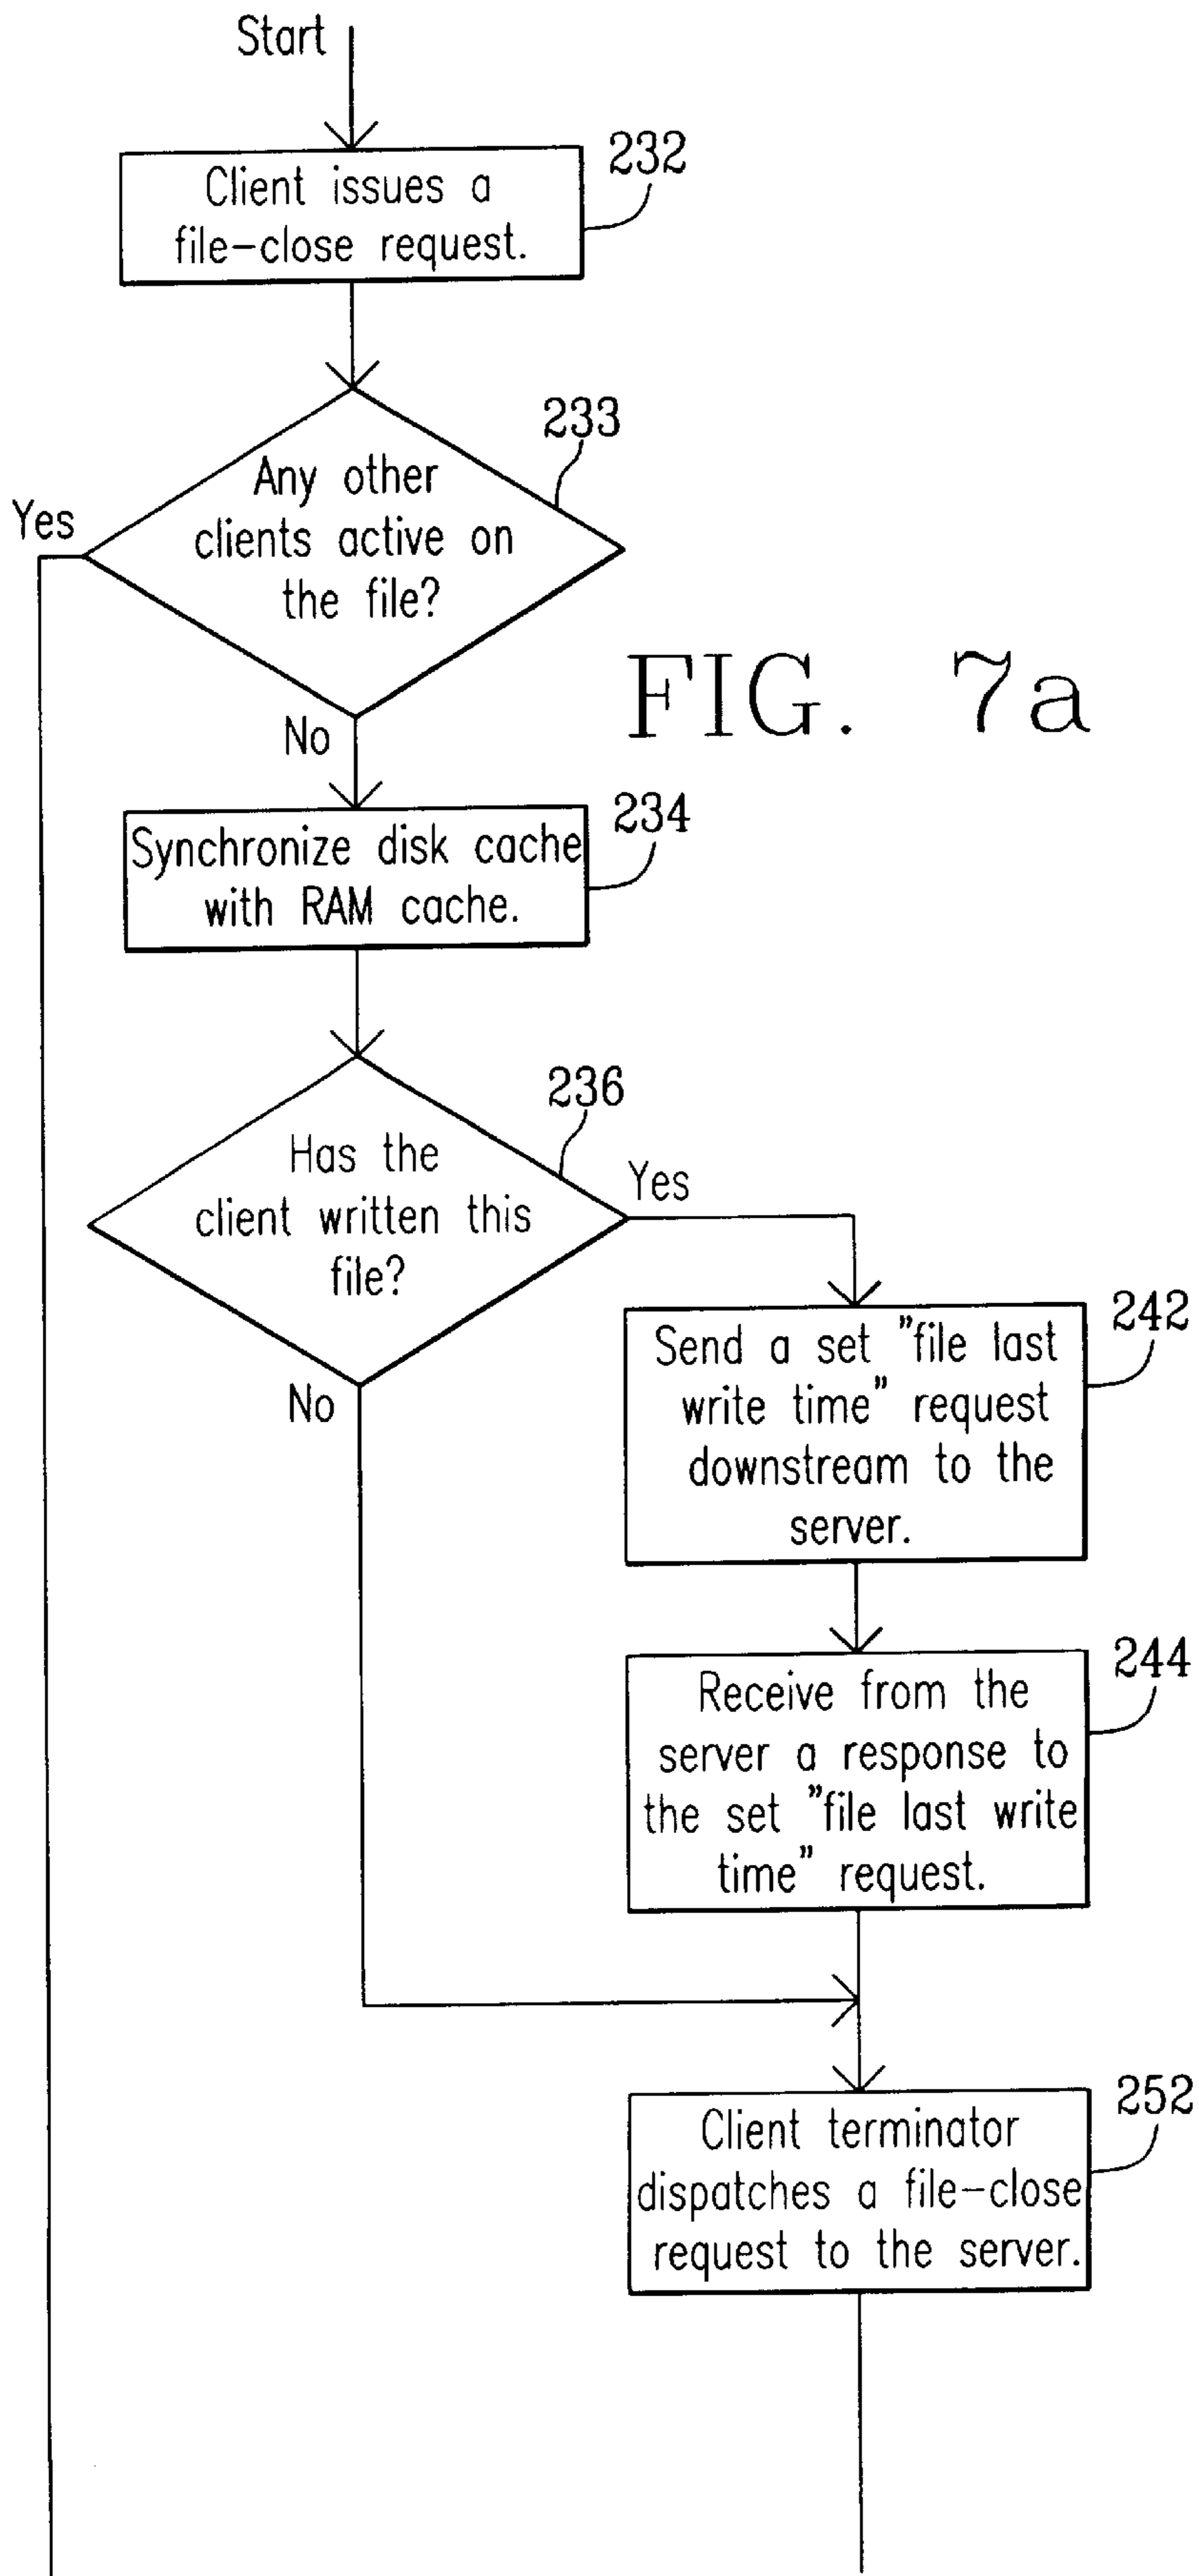 Start
232
Client issues a
file-close request.
233
Any other
clients active on
the file?
Yes
FIG. 7a
No
234
Synchronize disk cache
with RAM cache.
236
Has the
client written this
file?
Yes
No
242
Send a set "file last
write time" request
downstream to the
server.
244
Receive from the
server a response to
the set "file last write
time" request.
252
Client terminator
dispatches a file-close
request to the server.